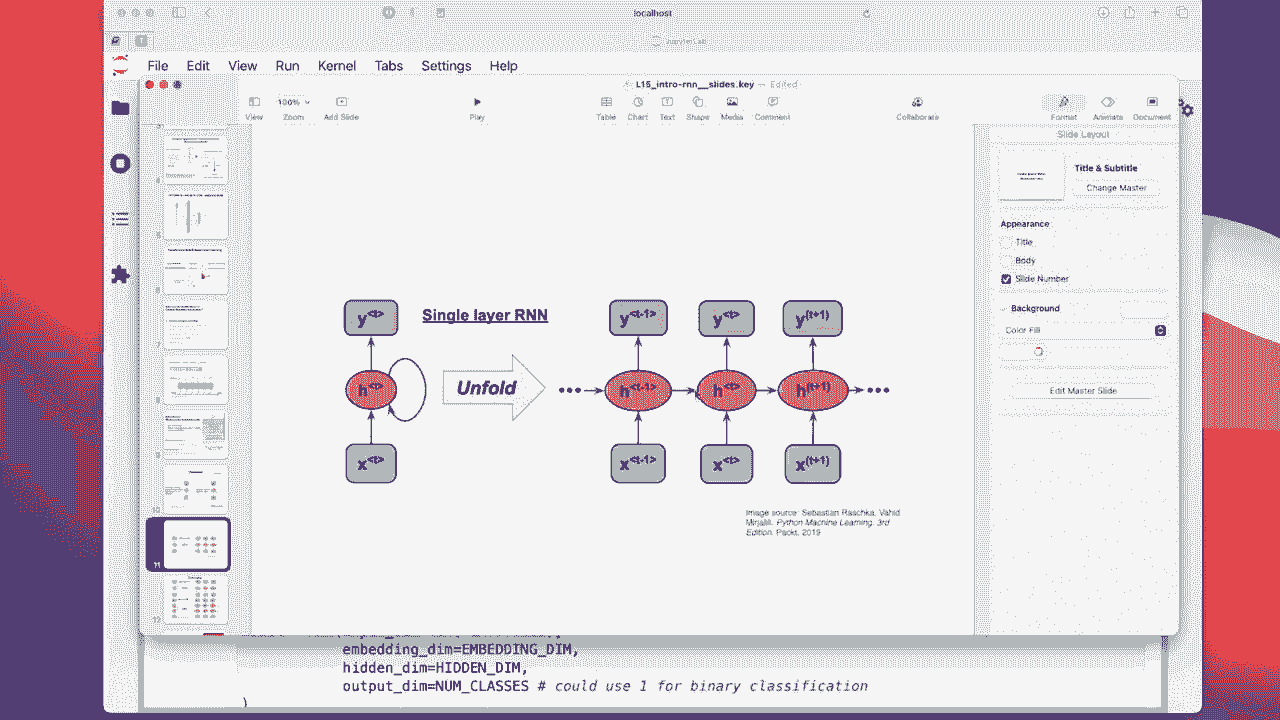 localhost
JupyterLab
File Edit View Run Kernel Tabs Settings Help
L15_intro-rnn__slides.key — Edited
100%
View Zoom Add Slide Play Table Chart Text Shape Media Comment Collaborate Format Animate Document
Slide Layout
Title & Subtitle
Change Master
Appearance
Title
Body
Slide Number
Background
Color Fill
Edit Master Slide
y<t> Single layer RNN y<t-1> y<t> y(t+1)
h<t> Unfold h<t-1> h<t> h(t+1)
x<t> x<t-1> x<t> x(t+1)
Image source: Sebastian Raschka, Vahid
Mirjalili. Python Machine Learning. 3rd
Edition. Packt, 2019
10
11
12
embedding_dim=EMBEDDING_DIM,
hidden_dim=HIDDEN_DIM,
output_dim=NUM_CLASSES # could use 1 for binary classification
)